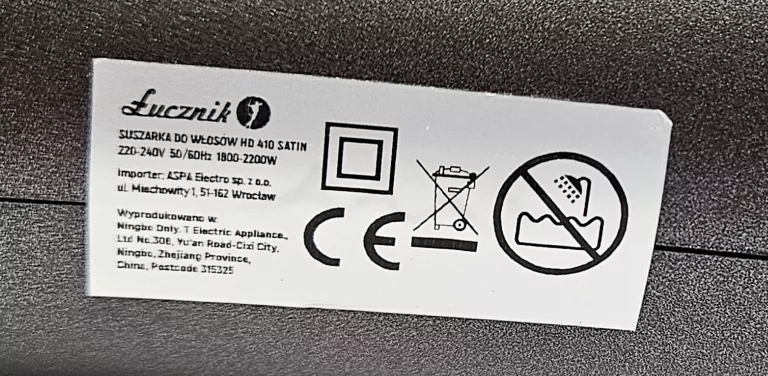 Łucznik
SUSZARKA DO WŁOSÓW HD 410 SATIN
220-240V 50/60Hz 1800-2200W
Importer: ASPA Electro sp. z o.o.
ul. Miechowity 1, 51-162 Wrocław
Wyprodukowano w:
Ningbo Only. T Electric Appliance.,
Ltd No.306, Yu'an Road-Cixi City,
Ningbo, Zhejiang Province,
China, Postcode 315325
CE